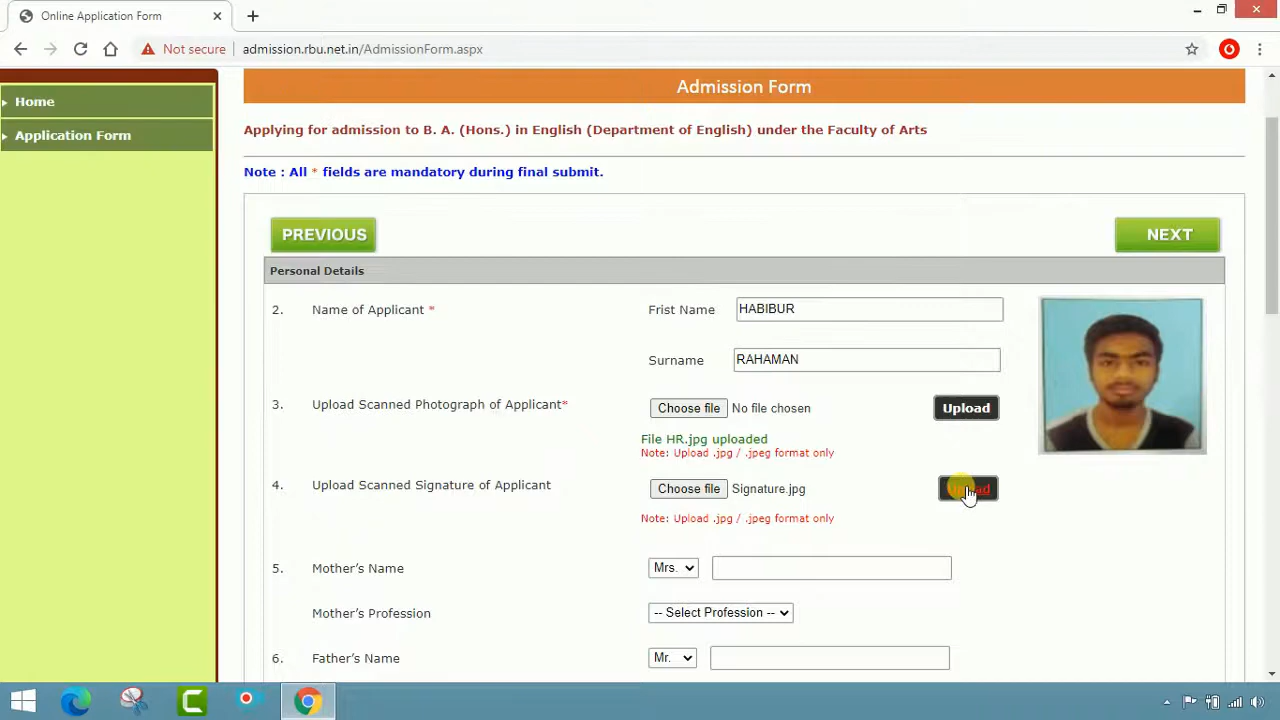 Online Application Form
Not secure admission.rbu.net.in/AdmissionForm.aspx
Home
Application Form
Admission Form
Applying for admission to B. A. (Hons.) in English (Department of English) under the Faculty of Arts
Note : All * fields are mandatory during final submit.
PREVIOUS NEXT
Personal Details
2. Name of Applicant * Frist Name HABIBUR
Surname RAHAMAN
3. Upload Scanned Photograph of Applicant* Choose file No file chosen Upload
File HR.jpg uploaded
Note: Upload .jpg / .jpeg format only
4. Upload Scanned Signature of Applicant Choose file Signature.jpg
Note: Upload .jpg / .jpeg format only
5. Mother's Name Mrs.
Mother's Profession -- Select Profession --
6. Father's Name Mr.